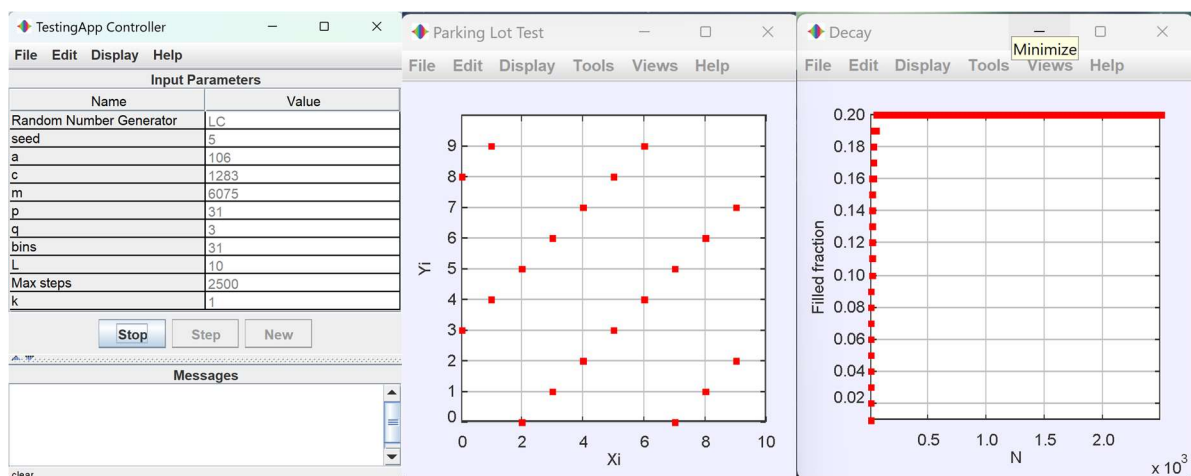 TestingApp Controller
File Edit Display Help
Input Parameters
Name Value
Random Number Generator LC
seed 5
a 106
c 1283
m 6075
p 31
q 3
bins 31
L 10
Max steps 2500
k 1
Stop Step New
Messages
clear
Parking Lot Test
File Edit Display Tools Views Help
9
8
7
6
5
4
3
2
1
0
Yi
0 2 4 6 8 10
Xi
Decay
Minimize
File Edit Display Tools Views Help
0.20
0.18
0.16
0.14
0.12
0.10
0.08
0.06
0.04
0.02
Filled fraction
0.5 1.0 1.5 2.0
N
x 10^3